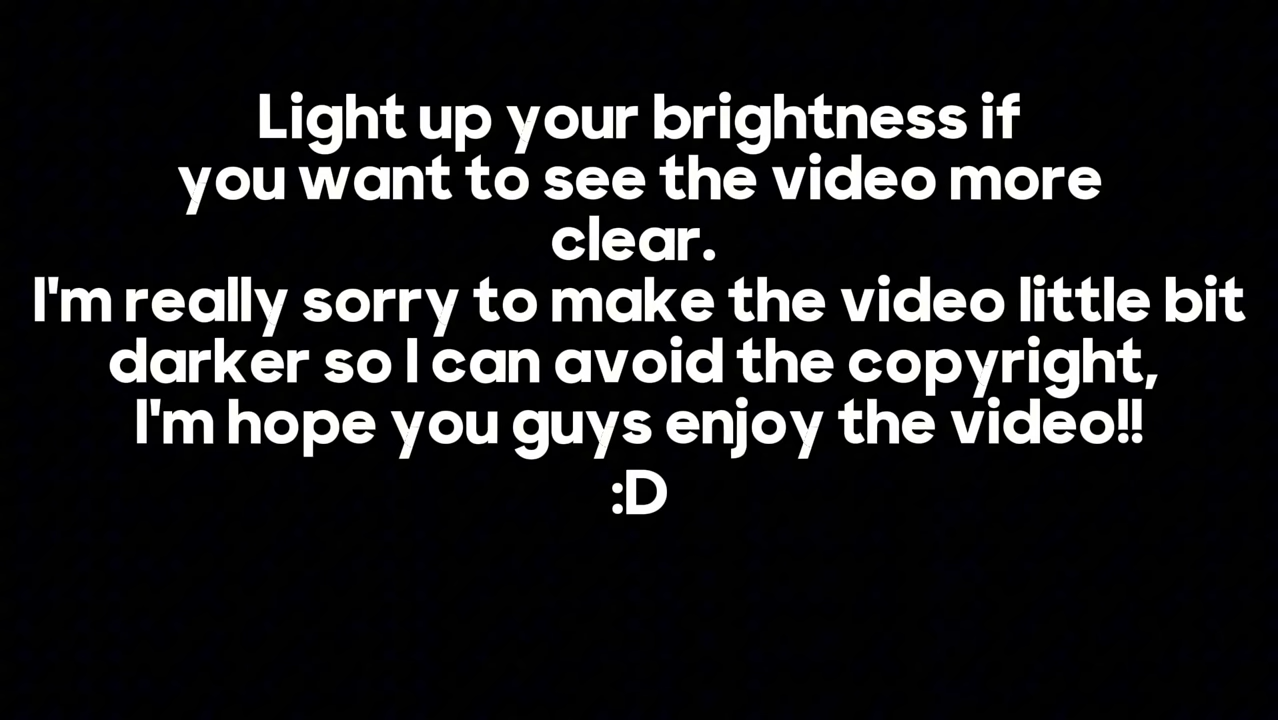 Light up your brightness if
you want to see the video more
clear.
I'm really sorry to make the video little bit
darker so I can avoid the copyright,
I'm hope you guys enjoy the video!!
:D